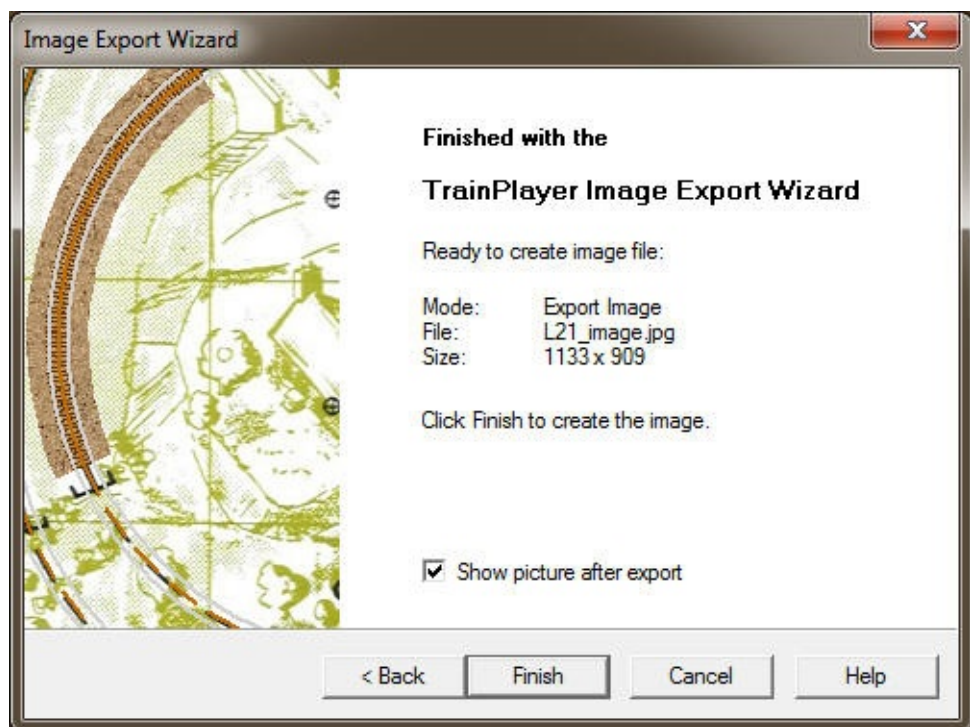 Image Export Wizard
Finished with the
TrainPlayer Image Export Wizard
Ready to create image file:
Mode: Export Image
File: L21_image.jpg
Size: 1133 x 909
Click Finish to create the image.
Show picture after export
< Back Finish Cancel Help